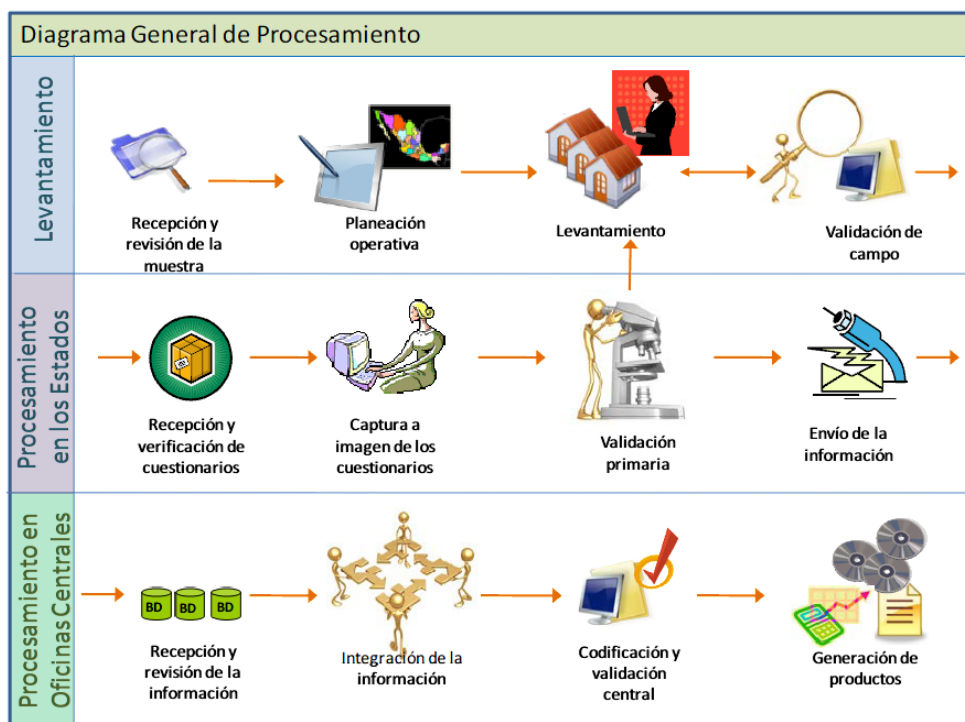 Diagrama General de Procesamiento
Levantamiento
Recepción y
revisión de la
muestra
Planeación
operativa
Levantamiento
Validación de
campo
Procesamiento
en los Estados
Recepción y
verificación de
cuestionarios
Captura a
imagen de los
cuestionarios
Validación
primaria
Envío de la
información
Procesamiento en
Oficinas Centrales
BD
BD
BD
Recepción y
revisión de la
información
Integración de la
información
Codificación y
validación
central
Generación de
productos